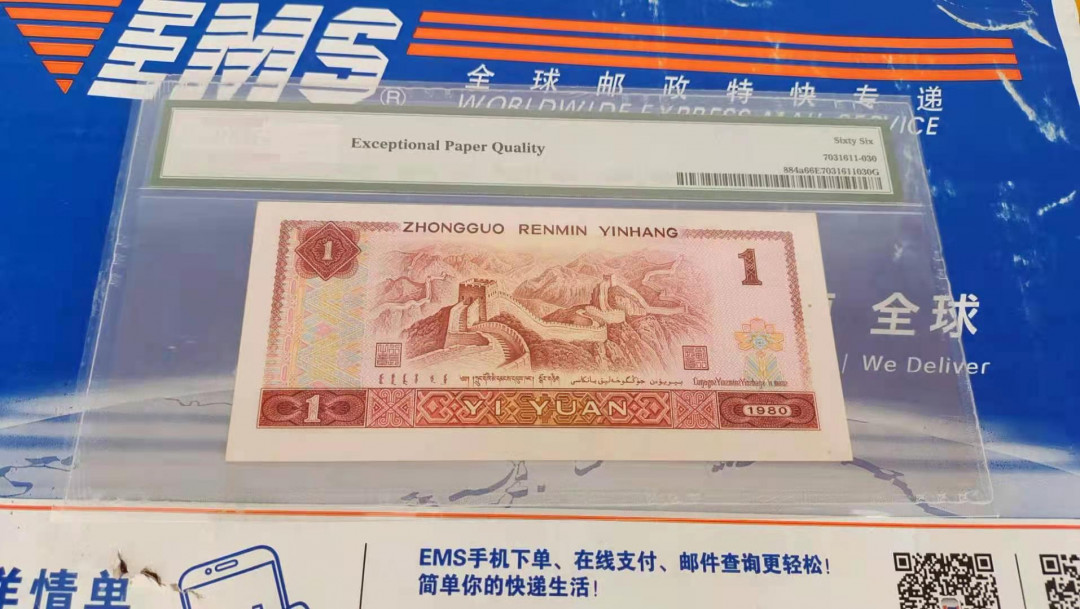 EMS®
全球邮政特快专递
WORLDWIDE EXPRESS MAIL SERVICE
Exceptional Paper Quality
Sixty Six
7031611-030
884a66E7031611030G
ZHONGGUO RENMIN YINHANG
1
1
全球
We Deliver
1
YI YUAN
1980
详情单
EMS手机下单、在线支付、邮件查询更轻松!
简单你的快递生活!